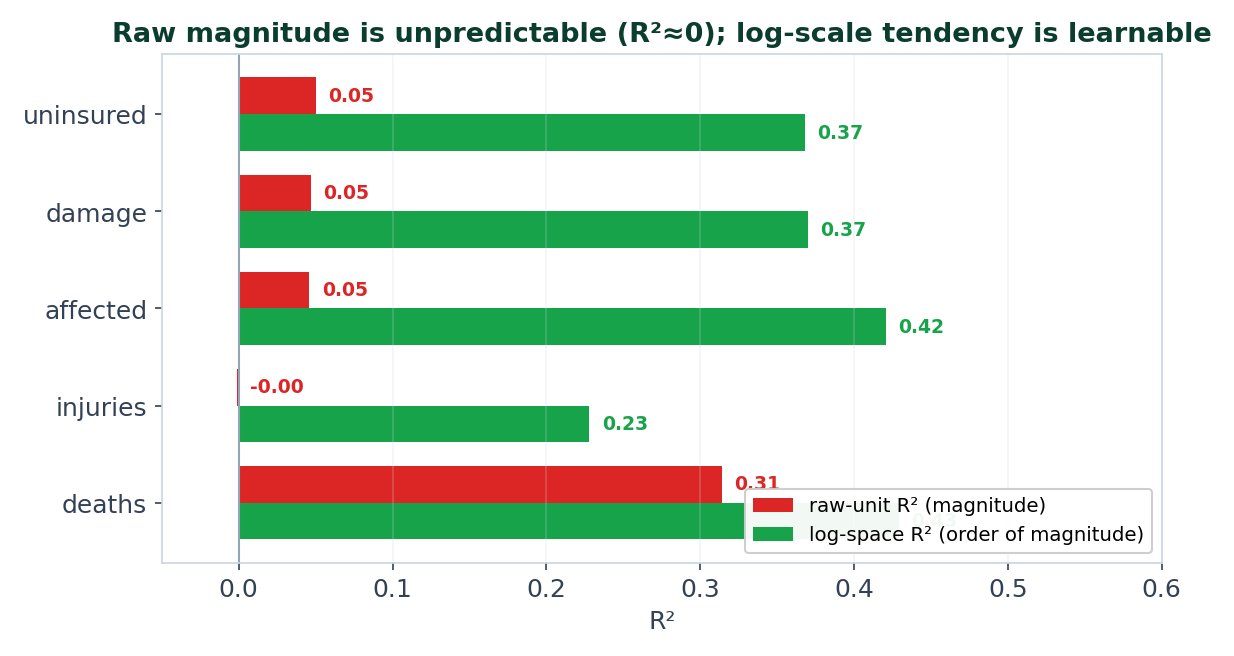 Raw magnitude is unpredictable (R²≈0); log-scale tendency is learnable
uninsured
0.05
0.37
damage
0.05
0.37
affected
0.05
0.42
injuries
-0.00
0.23
deaths
0.31
raw-unit R² (magnitude)
log-space R² (order of magnitude)
0.0 0.1 0.2 0.3 0.4 0.5 0.6
R²